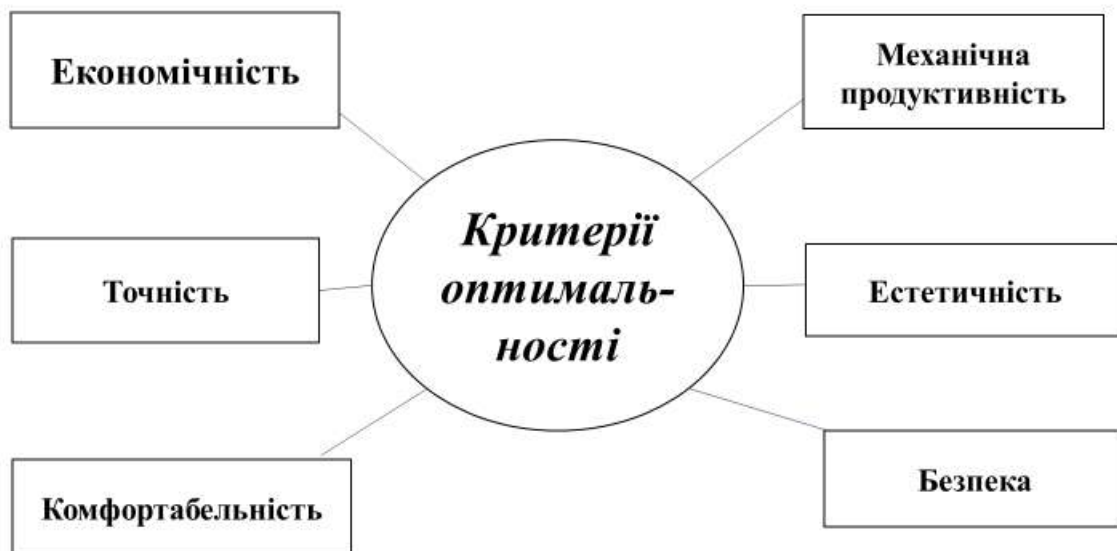 Економічність
Механічна
продуктивність
Критерії
оптималь-
ності
Точність
Естетичність
Комфортабельність
Безпека